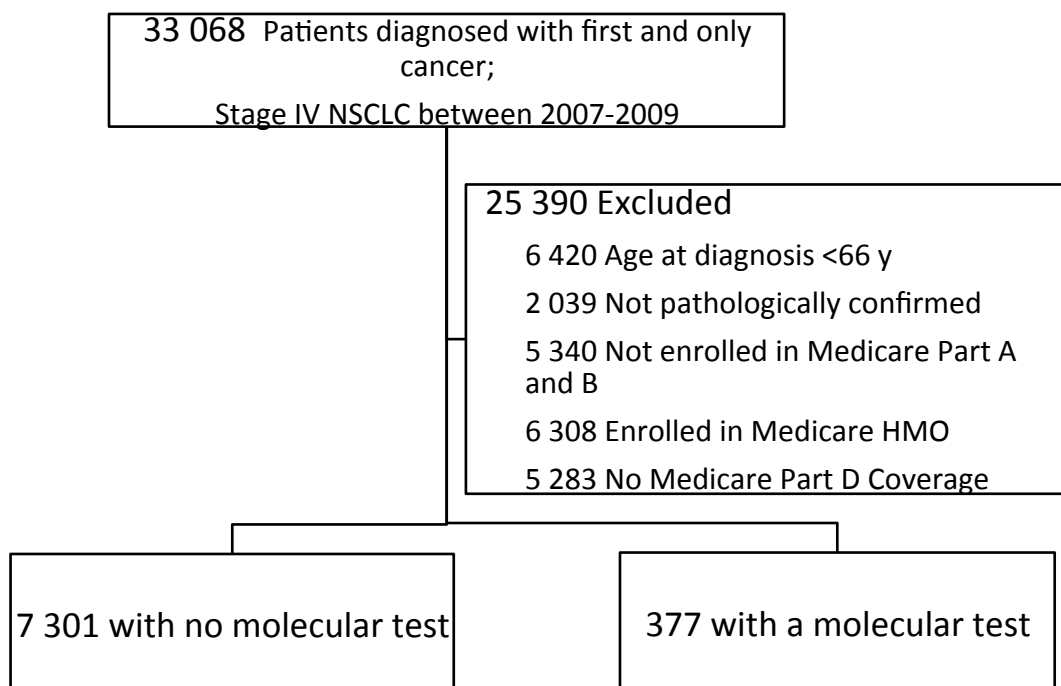 33 068 Patients diagnosed with first and only
cancer;
Stage IV NSCLC between 2007-2009
25 390 Excluded
6 420 Age at diagnosis <66 y
2 039 Not pathologically confirmed
5 340 Not enrolled in Medicare Part A
and B
6 308 Enrolled in Medicare HMO
5 283 No Medicare Part D Coverage
7 301 with no molecular test
377 with a molecular test